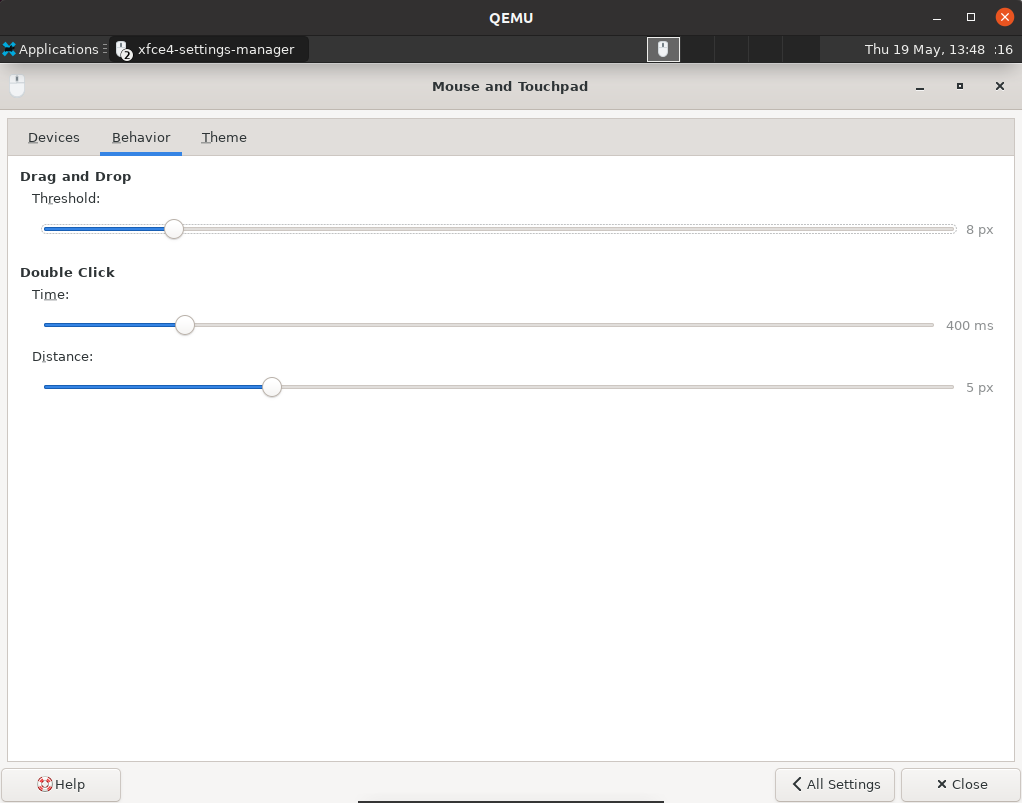 QEMU
Applications
2
xfce4-settings-manager
Thu 19 May, 13:48 :16
Mouse and Touchpad
Devices
Behavior
Theme
Drag and Drop
Threshold:
8 px
Double Click
Time:
400 ms
Distance:
5 px
Help
All Settings
Close